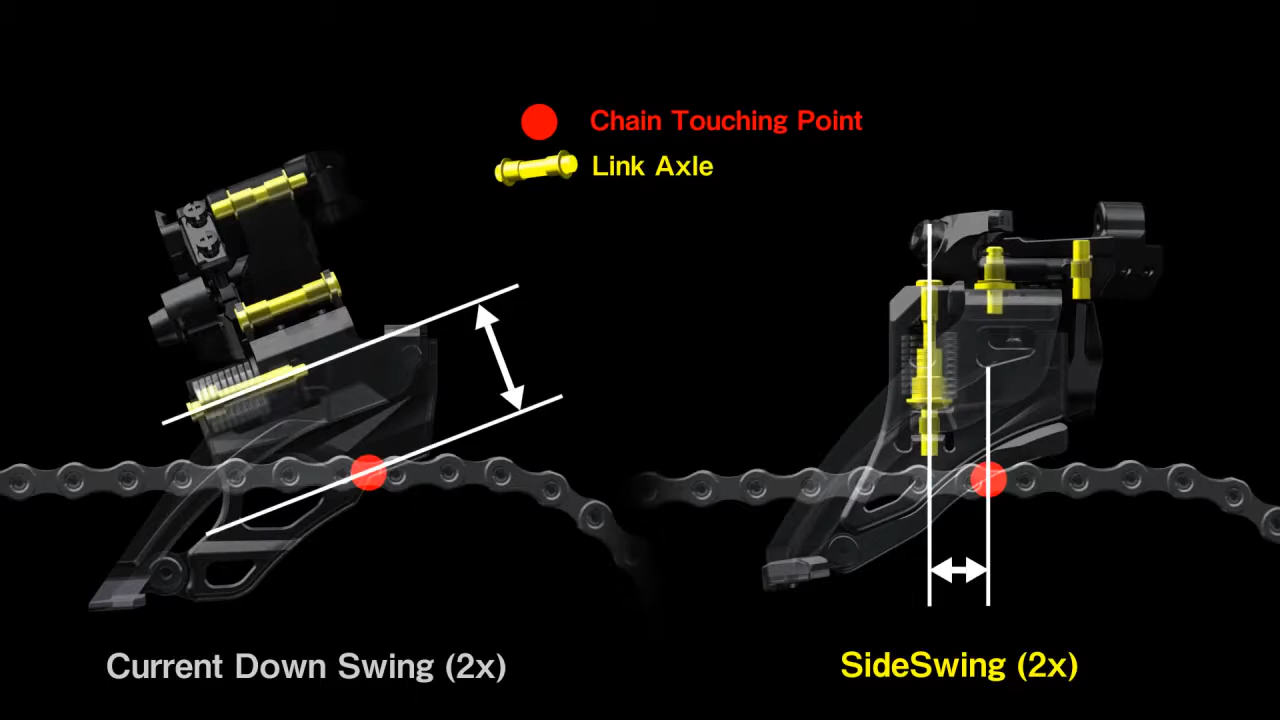 Chain Touching Point
Link Axle
Current Down Swing (2x)
SideSwing (2x)